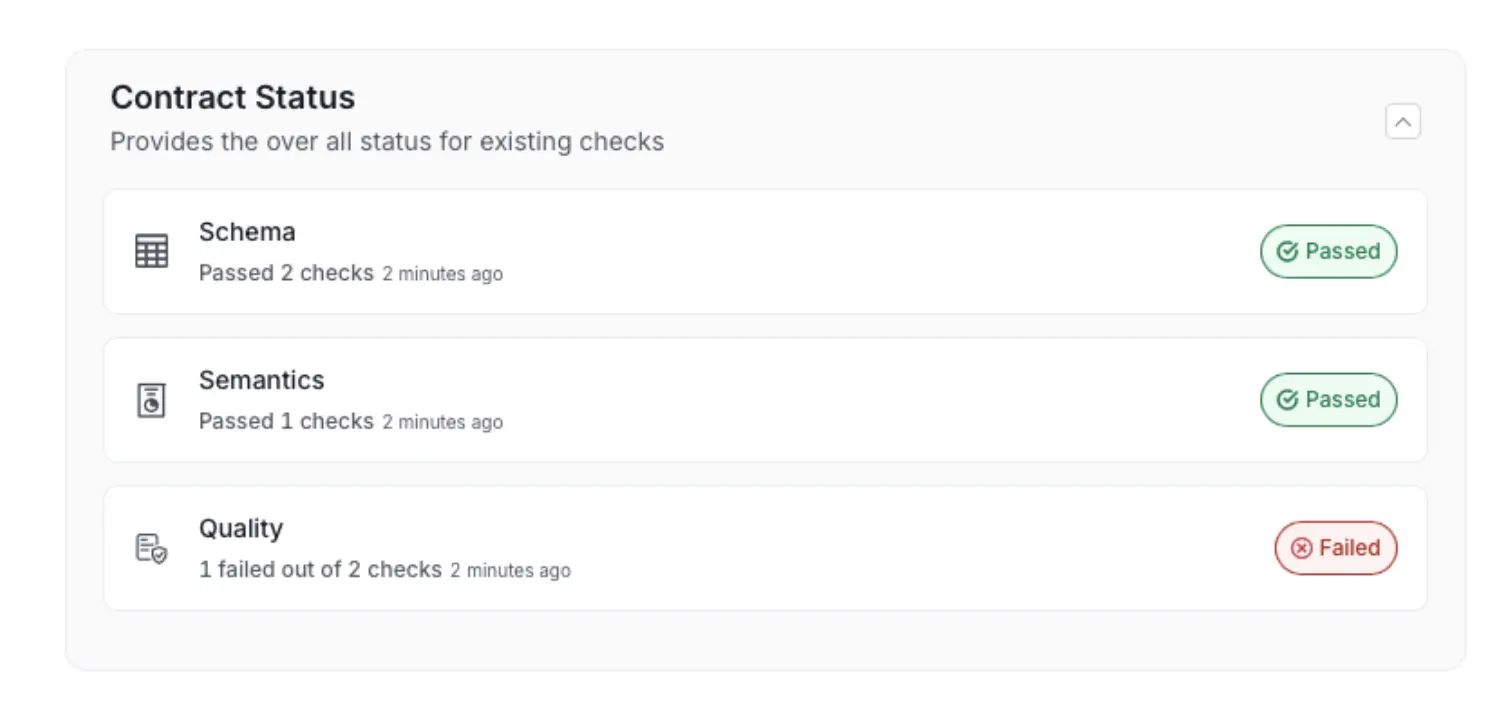 Contract Status
Provides the over all status for existing checks
Schema
Passed 2 checks 2 minutes ago
Passed
Semantics
Passed 1 checks 2 minutes ago
Passed
Quality
1 failed out of 2 checks 2 minutes ago
Failed